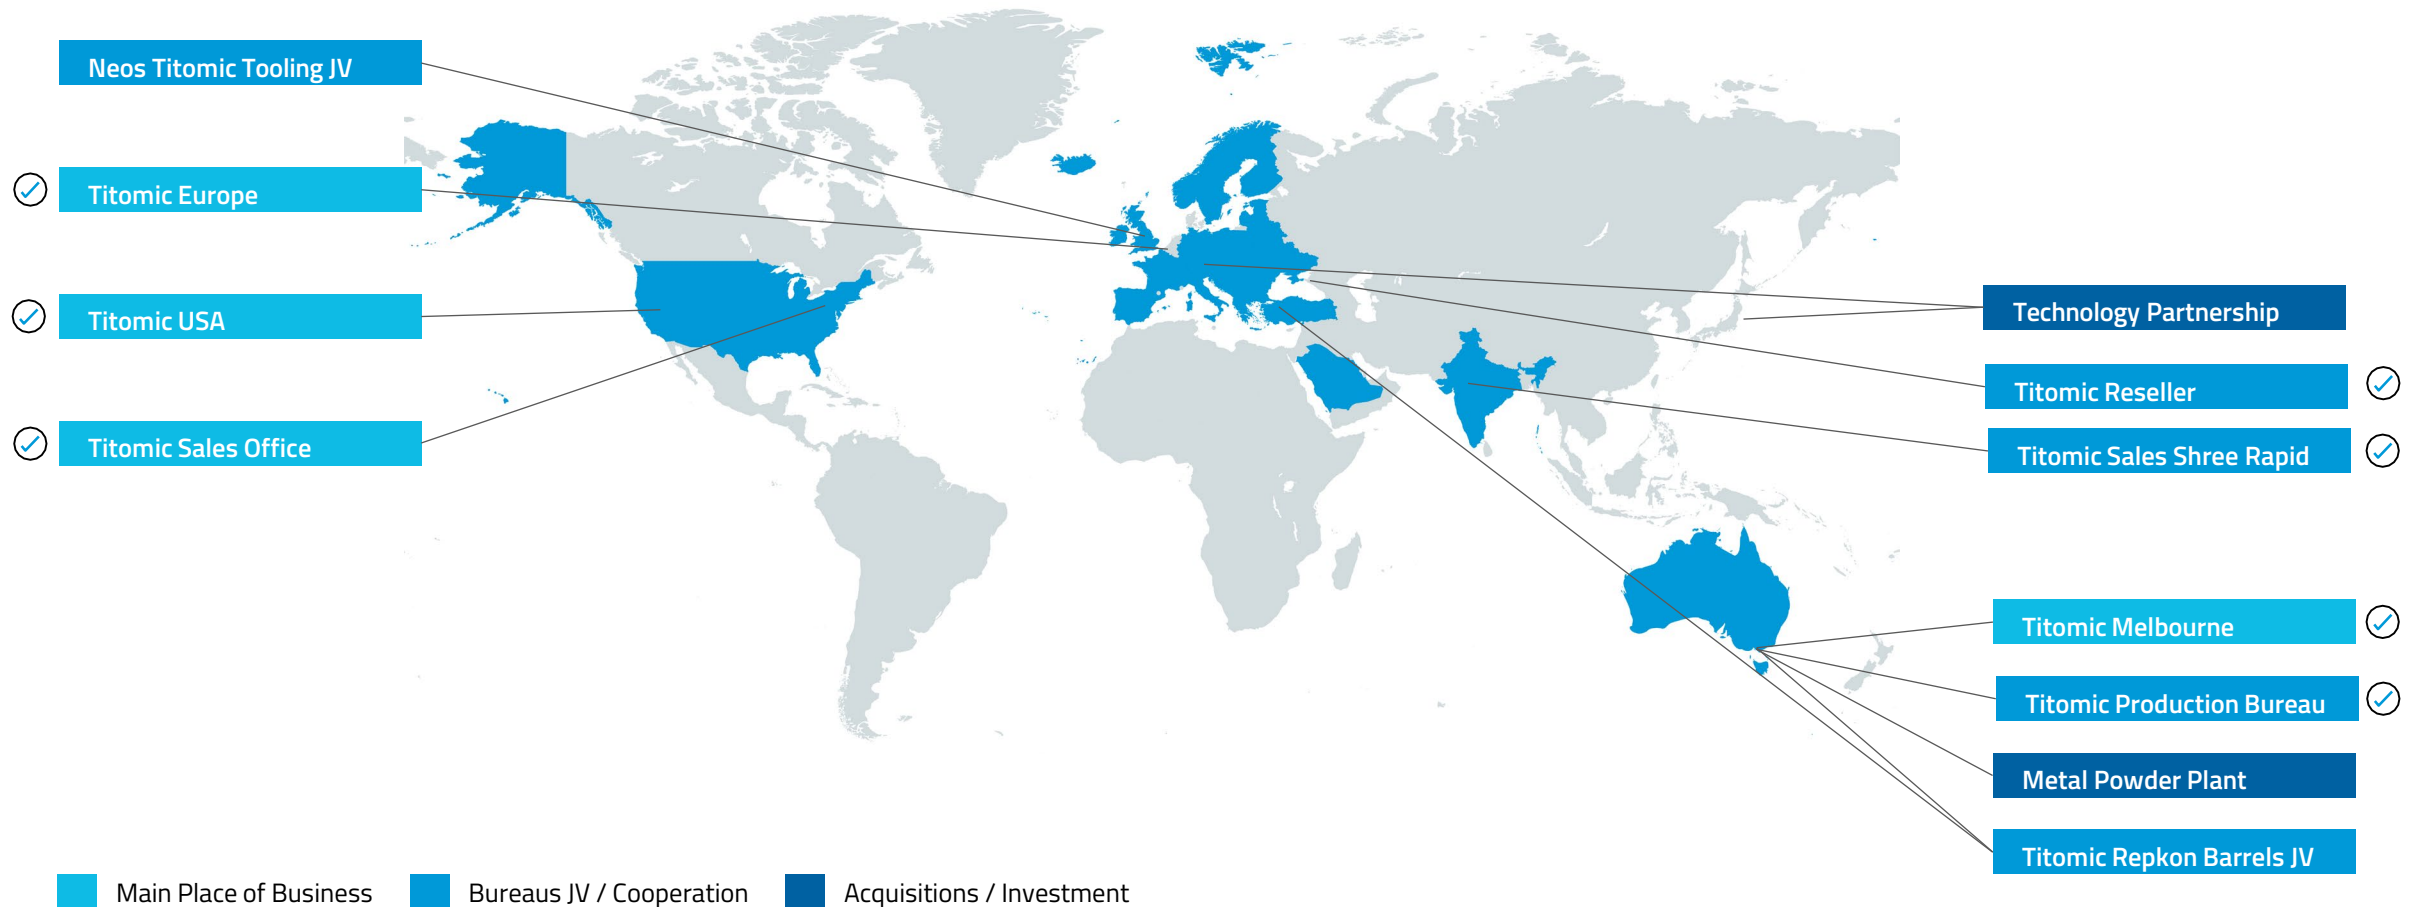 Neos Titomic Tooling JV
Titomic Europe
Titomic USA
Titomic Sales Office
Technology Partnership
Titomic Reseller
Titomic Sales Shree Rapid
Titomic Melbourne
Titomic Production Bureau
Metal Powder Plant
Titomic Repkon Barrels JV
Main Place of Business
Bureaus JV / Cooperation
Acquisitions / Investment